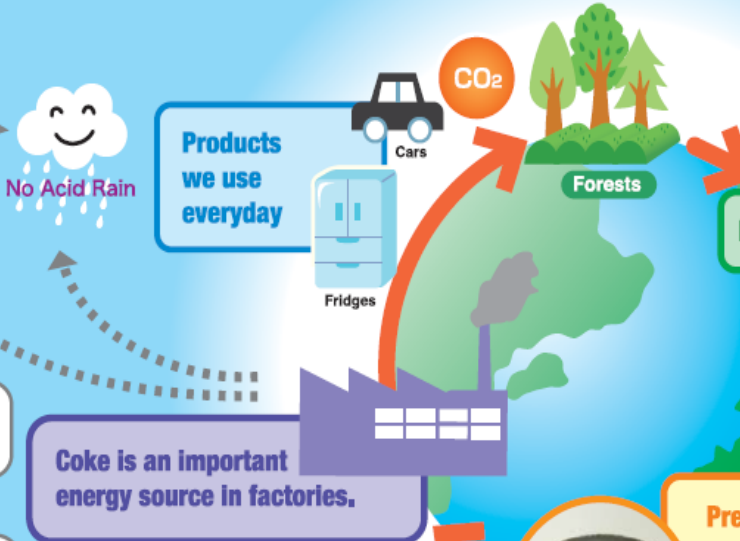 CO₂
Products
we use
everyday
Cars
No Acid Rain
Forests
Fridges
Coke is an important
energy source in factories.
Pre